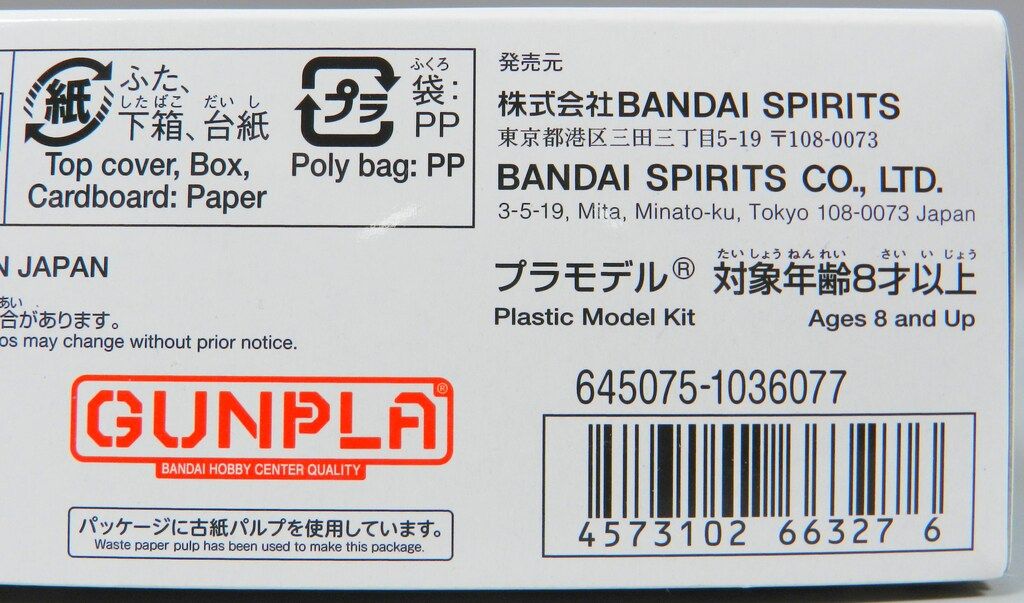 紙
ふた、
したばこ だいし
下箱、台紙
Top cover, Box,
Cardboard: Paper
プラ
ふくろ
袋:
PP
Poly bag: PP
発売元
株式会社BANDAI SPIRITS
東京都港区三田三丁目5-19 〒108-0073
BANDAI SPIRITS CO., LTD.
3-5-19, Mita, Minato-ku, Tokyo 108-0073 Japan
N JAPAN
あい
合があります。
os may change without prior notice.
たいしょうねんれい さいいじょう
プラモデル® 対象年齢8才以上
Plastic Model Kit Ages 8 and Up
GUNPLA®
BANDAI HOBBY CENTER QUALITY
パッケージに古紙パルプを使用しています。
Waste paper pulp has been used to make this package.
645075-1036077
4573102 66327 6